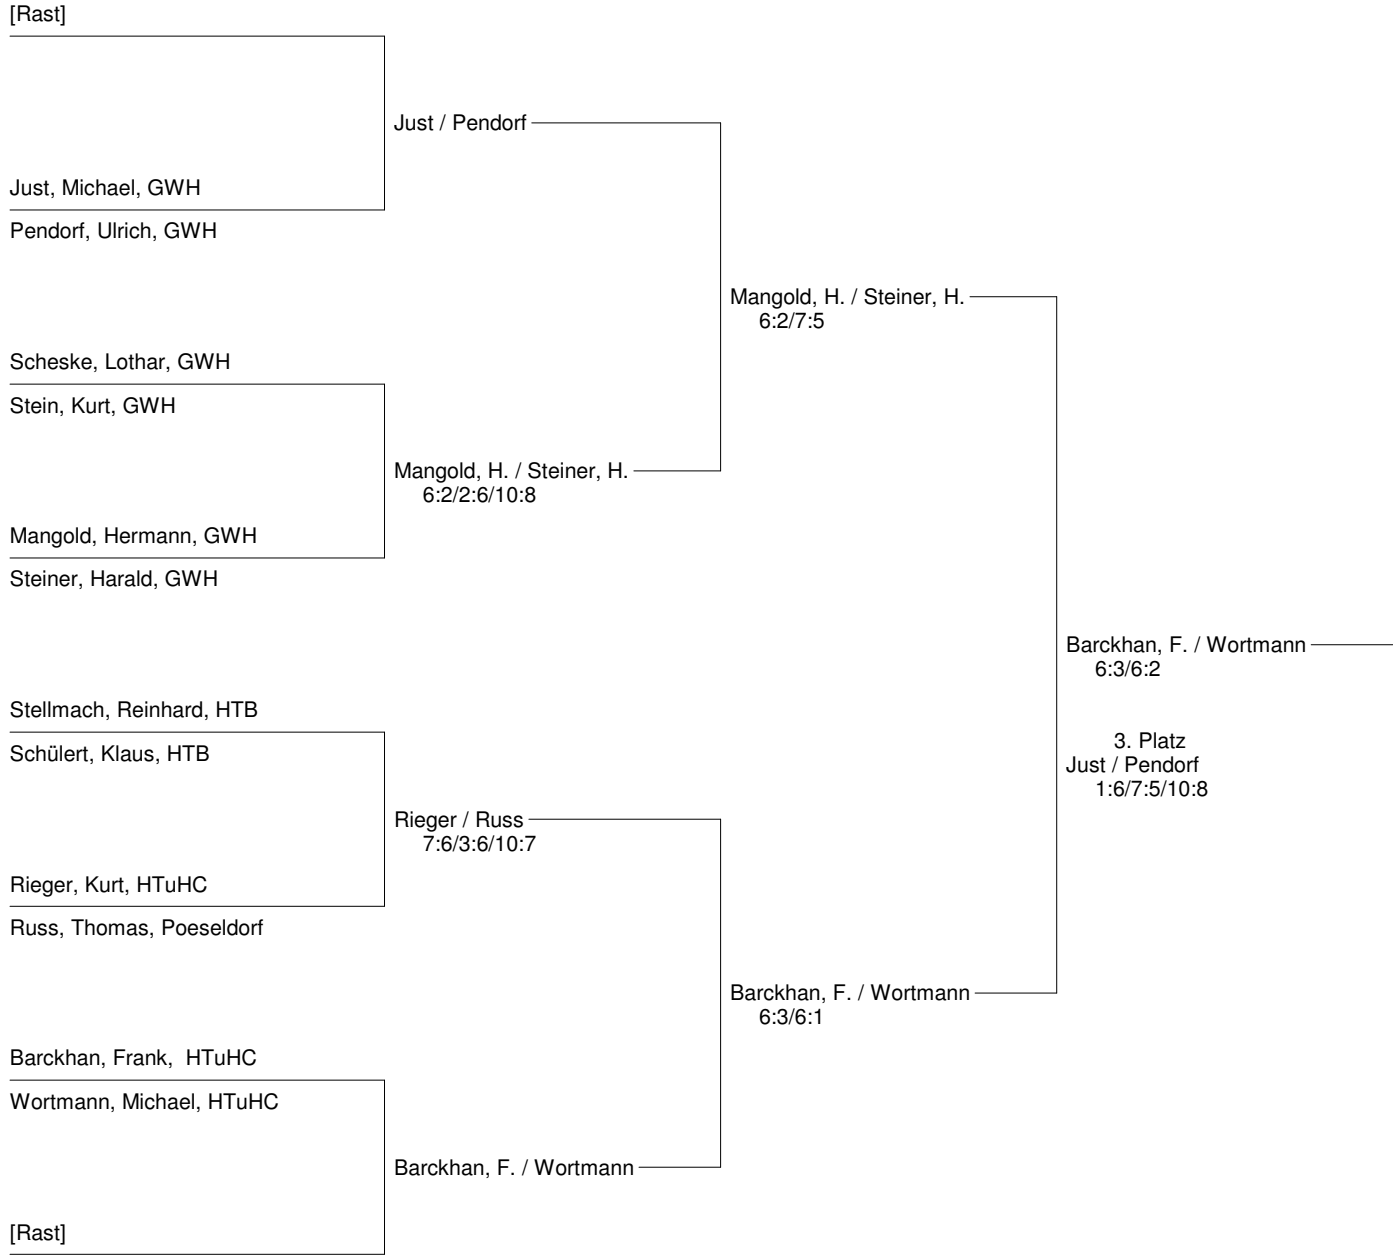 [Rast]
Just / Pendorf
Just, Michael, GWH
Pendorf, Ulrich, GWH
Mangold, H. / Steiner, H.
6:2/7:5
Scheske, Lothar, GWH
Stein, Kurt, GWH
Mangold, H. / Steiner, H.
6:2/2:6/10:8
Mangold, Hermann, GWH
Steiner, Harald, GWH
Barckhan, F. / Wortmann
6:3/6:2
Stellmach, Reinhard, HTB
Schülert, Klaus, HTB
3. Platz
Just / Pendorf
1:6/7:5/10:8
Rieger / Russ
7:6/3:6/10:7
Rieger, Kurt, HTuHC
Russ, Thomas, Poeseldorf
Barckhan, F. / Wortmann
6:3/6:1
Barckhan, Frank,  HTuHC
Wortmann, Michael, HTuHC
Barckhan, F. / Wortmann
[Rast]